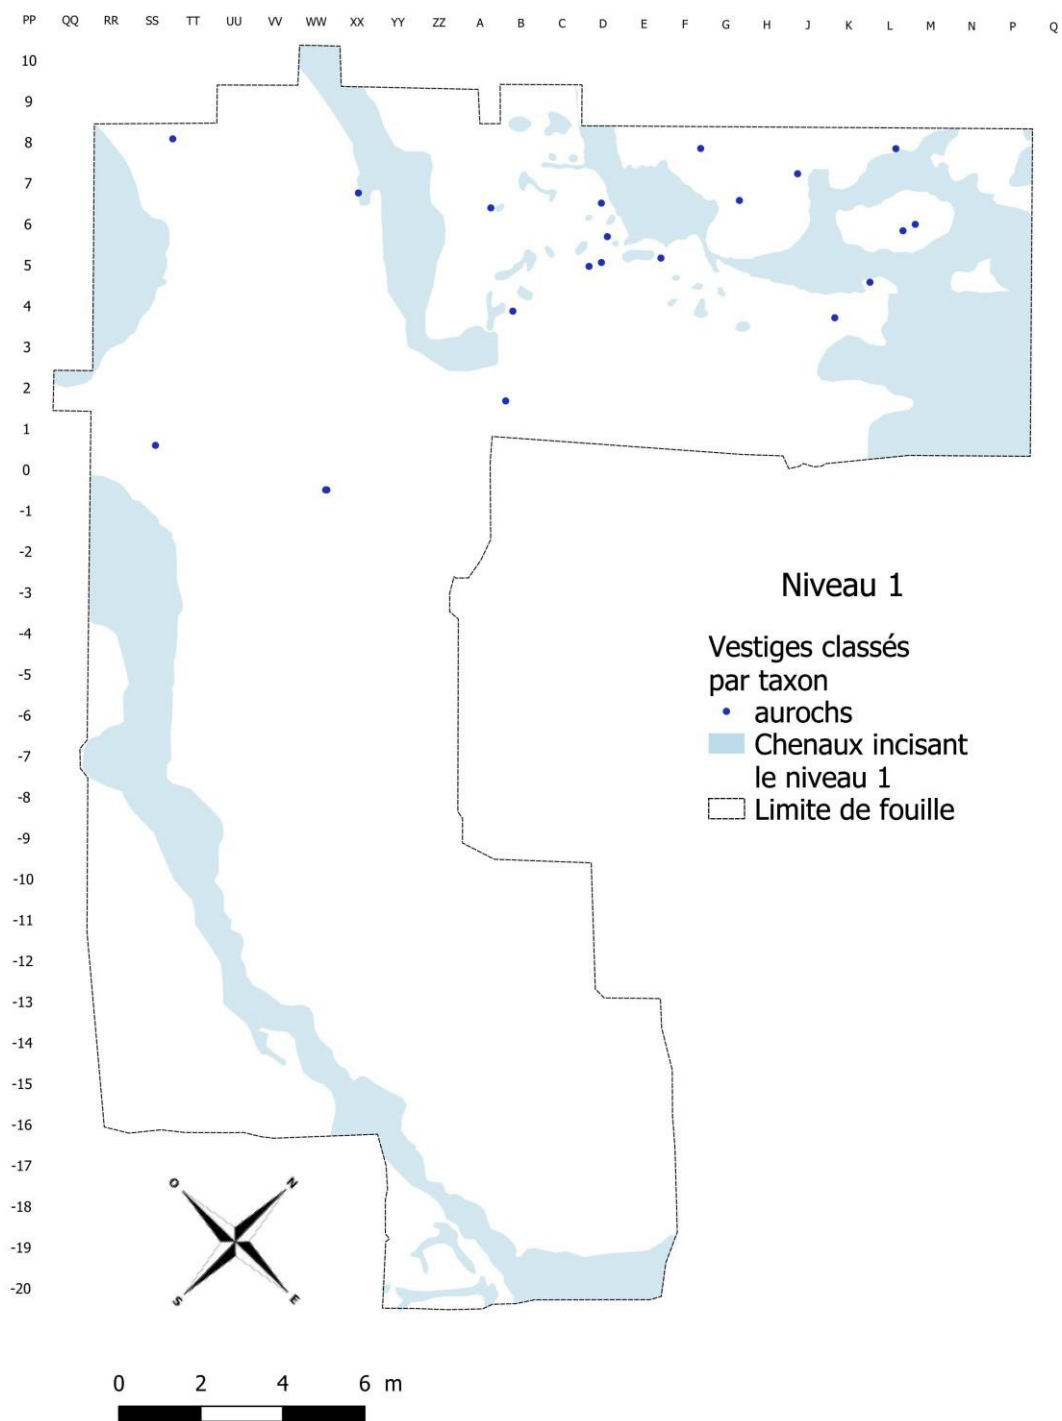 PP QQ RR SS TT UU VV WW XX YY ZZ A B C D E F G H J K L M N P Q
10
9
8
7
6
5
4
3
2
1
0
-1
-2
-3
-4
-5
-6
-7
-8
-9
-10
-11
-12
-13
-14
-15
-16
-17
-18
-19
-20
Niveau 1
Vestiges classés
par taxon
aurochs
Chenaux incisant
le niveau 1
Limite de fouille
O N
S E
0 2 4 6 m